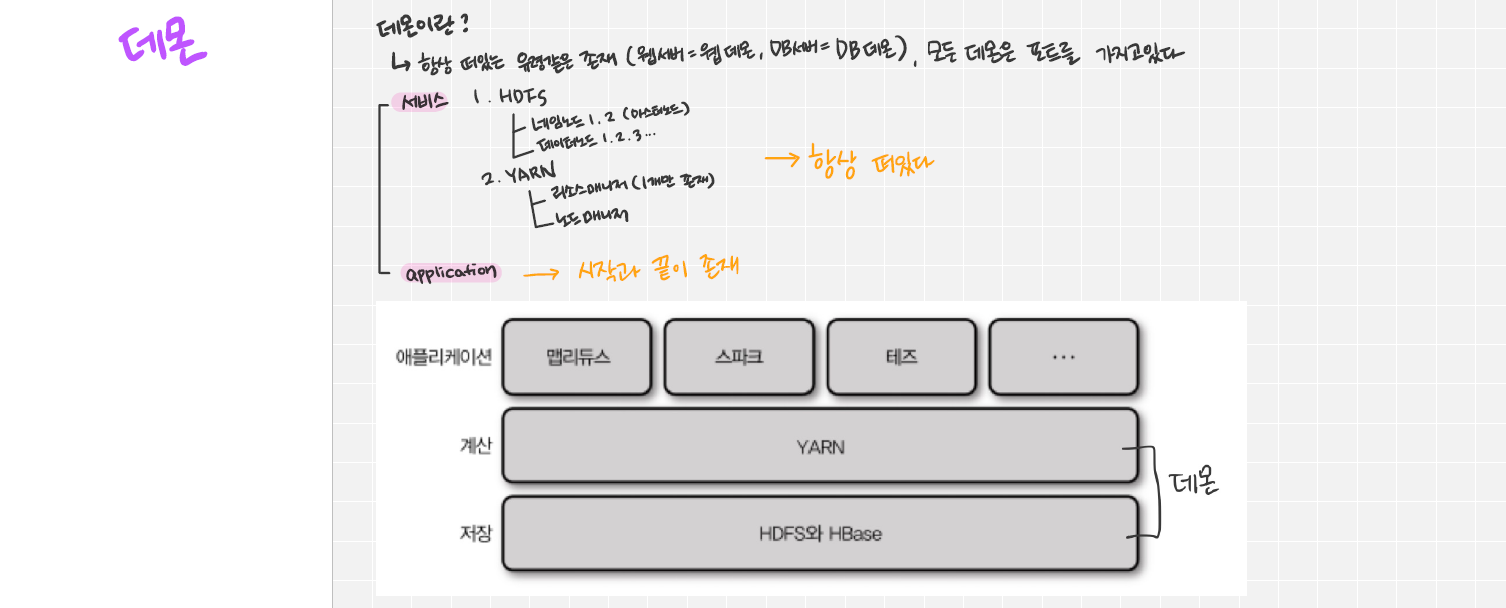 데몬
데몬이란?
↳ 항상 떠있는 유령같은 존재 (웹서버 = 웹 데몬, DB서버 = DB 데몬), 모든 데몬은 포트를 가지고있다
서비스
1. HDFS
네임노드 1, 2 (마스터노드)
데이터노드 1. 2. 3 ...
2. YARN
리소스매니저 (1개만 존재)
노드매니저
→ 항상 떠있다
application → 시작과 끝이 존재
애플리케이션 맵리듀스 스파크 테즈 ...
계산 YARN
데몬
저장 HDFS와 HBase